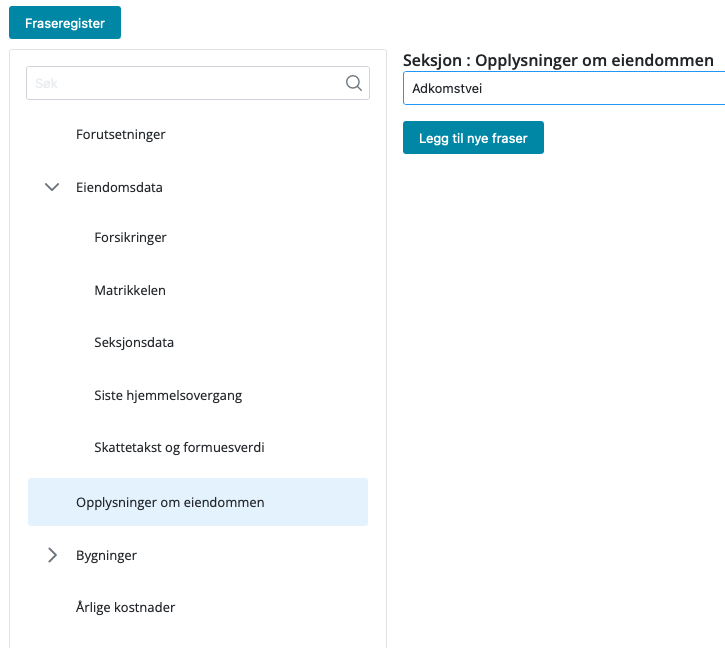 Fraseregister
Søk
Forutsetninger
Eiendomsdata
Forsikringer
Matrikkelen
Seksjonsdata
Siste hjemmelsovergang
Skattetakst og formuesverdi
Opplysninger om eiendommen
Bygninger
Årlige kostnader
Seksjon : Opplysninger om eiendommen
Adkomstvei
Legg til nye fraser